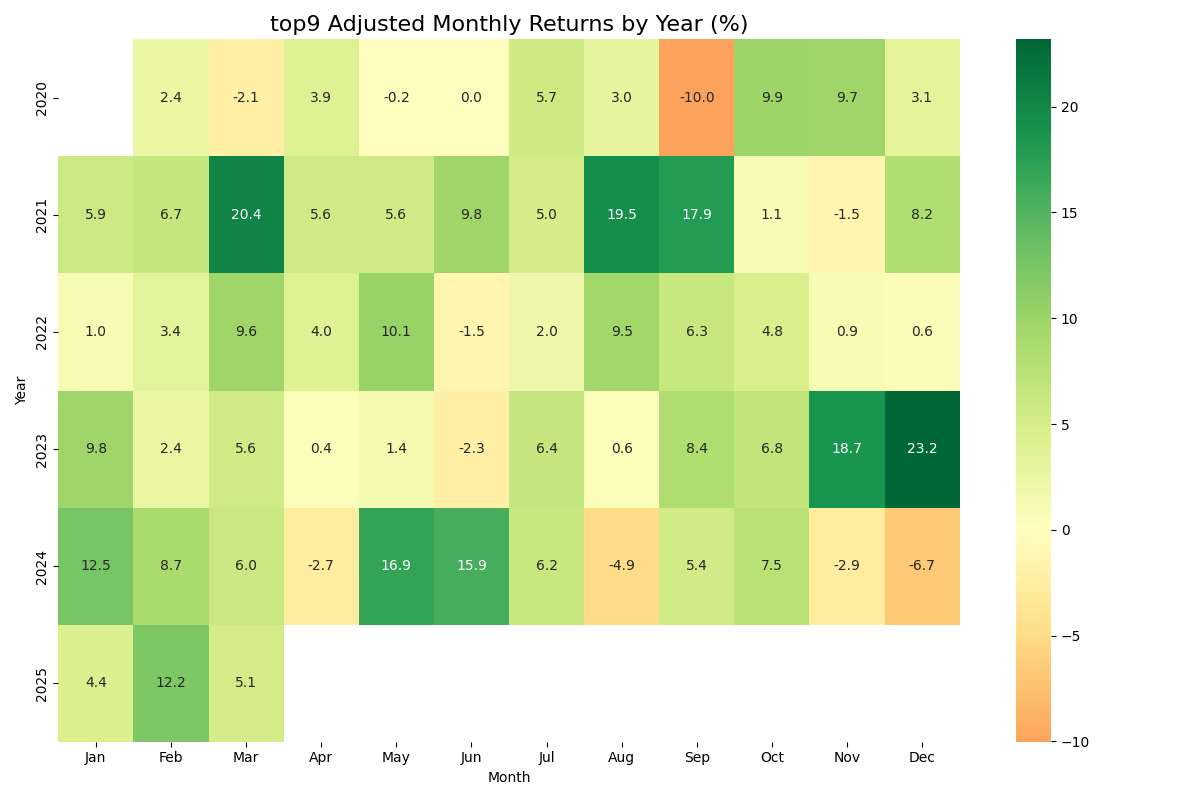 top9 Adjusted Monthly Returns by Year (%)
2020 2.4 -2.1 3.9 -0.2 0.0 5.7 3.0 -10.0 9.9 9.7 3.1
2021 5.9 6.7 20.4 5.6 5.6 9.8 5.0 19.5 17.9 1.1 -1.5 8.2
2022 1.0 3.4 9.6 4.0 10.1 -1.5 2.0 9.5 6.3 4.8 0.9 0.6
Year
2023 9.8 2.4 5.6 0.4 1.4 -2.3 6.4 0.6 8.4 6.8 18.7 23.2
2024 12.5 8.7 6.0 -2.7 16.9 15.9 6.2 -4.9 5.4 7.5 -2.9 -6.7
2025 4.4 12.2 5.1
Jan Feb Mar Apr May Jun Jul Aug Sep Oct Nov Dec
Month
20
15
10
5
0
−5
−10